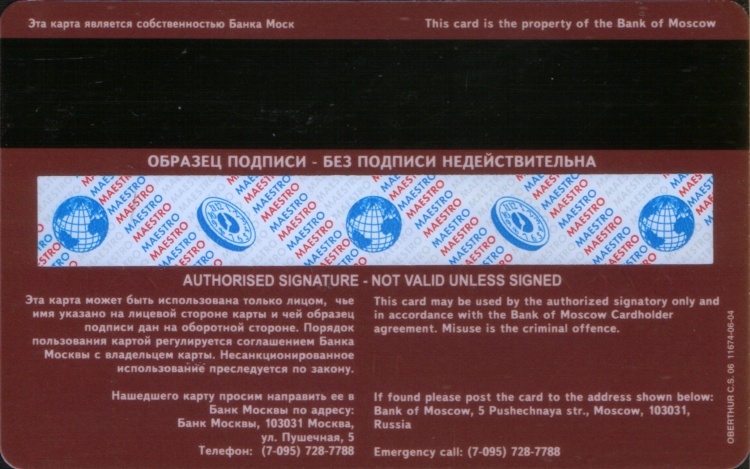 Эта карта является собственностью Банка Моск
This card is the property of the Bank of Moscow
ОБРАЗЕЦ ПОДПИСИ - БЕЗ ПОДПИСИ НЕДЕЙСТВИТЕЛЬНА
MAESTRO MAESTRO MAESTRO MAESTRO MAESTRO
AUTHORISED SIGNATURE - NOT VALID UNLESS SIGNED
Эта карта может быть использована только лицом, чье
имя указано на лицевой стороне карты и чей образец
подписи дан на оборотной стороне. Порядок
пользования картой регулируется соглашением Банка
Москвы с владельцем карты. Несанкционированное
использование преследуется по закону.
This card may be used by the authorized signatory only and
in accordance with the Bank of Moscow Cardholder
agreement. Misuse is the criminal offence.
Нашедшего карту просим направить ее в
Банк Москвы по адресу:
Банк Москвы, 103031 Москва,
ул. Пушечная, 5
Телефон: (7-095) 728-7788
If found please post the card to the address shown below:
Bank of Moscow, 5 Pushechnaya str., Moscow, 103031,
Russia
Emergency call: (7-095) 728-7788
OBERTHUR C.S. 06 11674-06-04